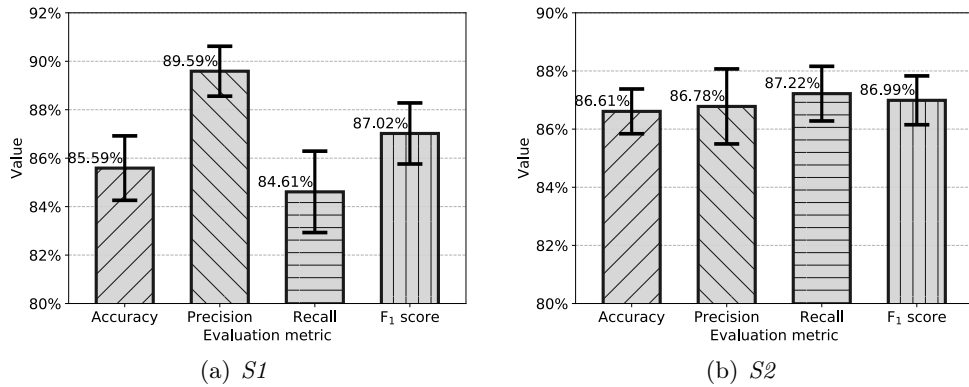 92%
90%
88%
86%
84%
82%
80%
Value
85.59%
89.59%
84.61%
87.02%
Accuracy Precision Recall F1 score
Evaluation metric
(a) S1
90%
88%
86%
84%
82%
80%
Value
86.61%
86.78%
87.22%
86.99%
Accuracy Precision Recall F1 score
Evaluation metric
(b) S2